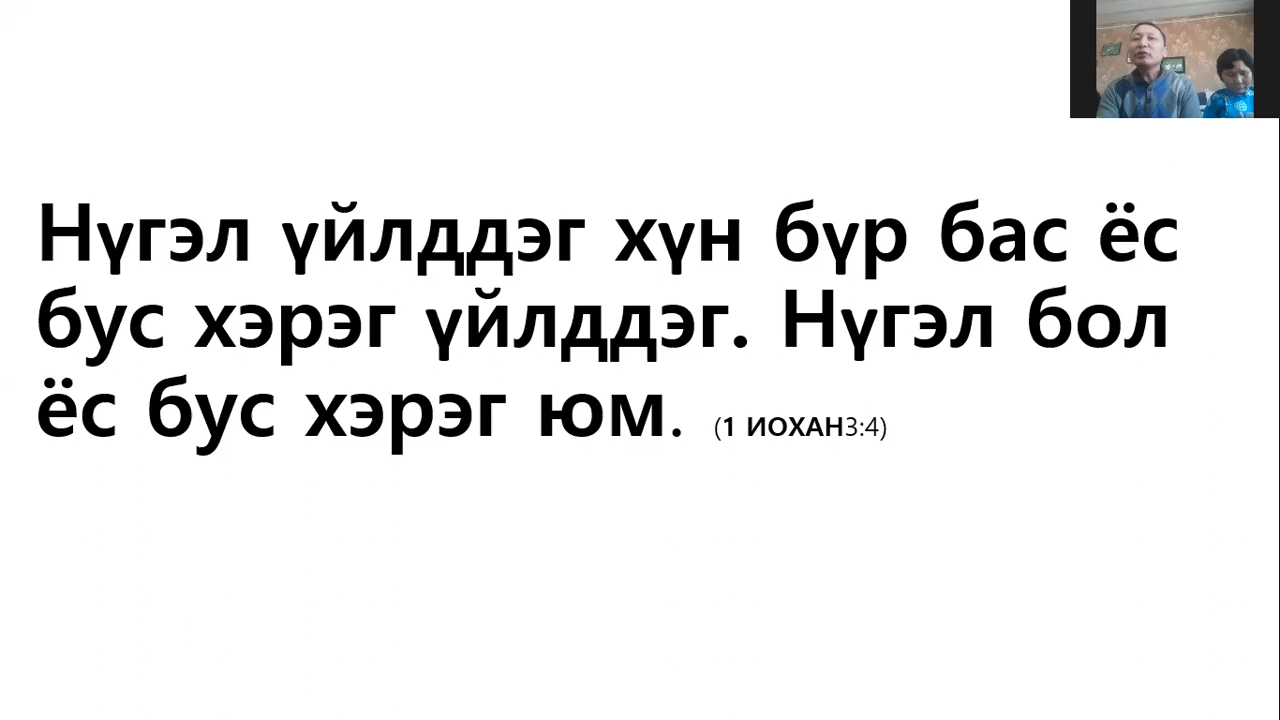 Нүгэл үйлддэг хүн бүр бас ёс
бус хэрэг үйлддэг. Нүгэл бол
ёс бус хэрэг юм. (1 ИОХАН3:4)